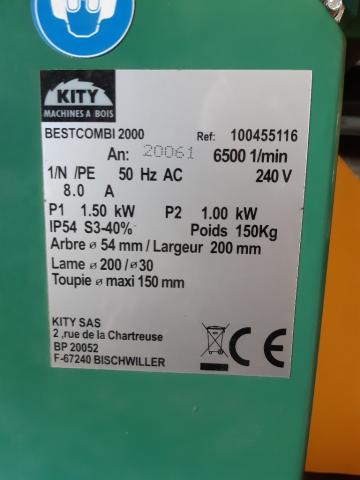 KITY
MACHINES A BOIS
BESTCOMBI 2000 Ref: 100455116
An: 20061 6500 1/min
1/N /PE 50 Hz AC 240 V
8.0 A
P1 1.50 kW P2 1.00 kW
IP54 S3-40% Poids 150Kg
Arbre ⌀ 54 mm / Largeur 200 mm
Lame ⌀ 200 / ⌀30
Toupie ⌀ maxi 150 mm
KITY SAS
2 ,rue de la Chartreuse
BP 20052
F-67240 BISCHWILLER
CE